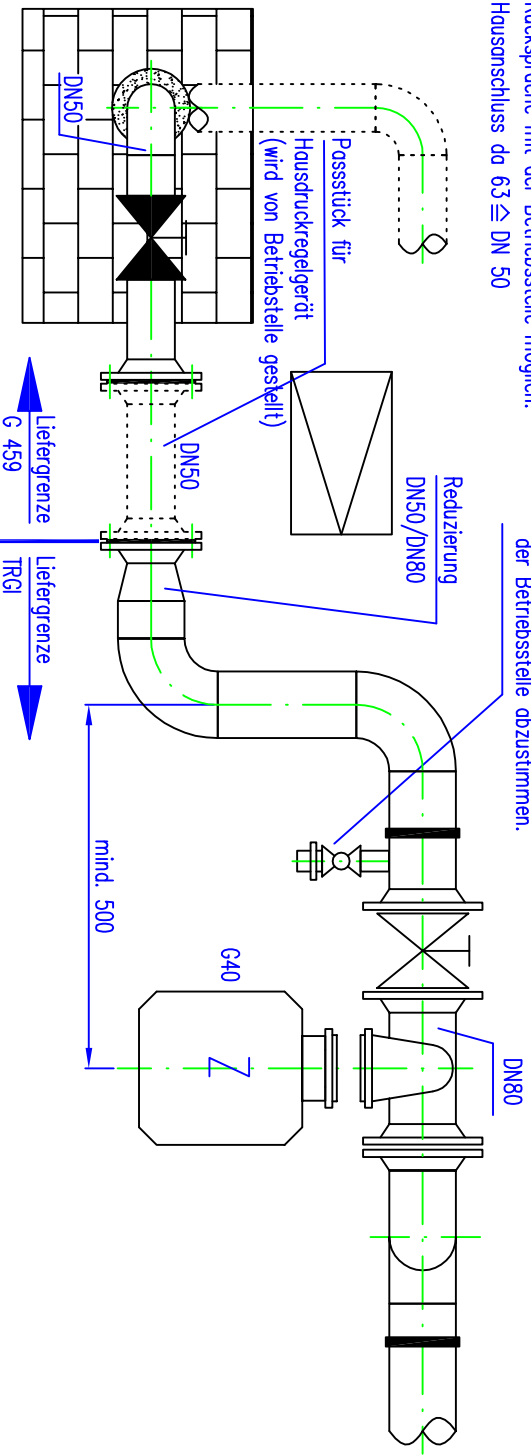 Rücksprache mit der Betriebsstelle möglich.
Hausanschluss da 63 ≙ DN 50
der Betriebsstelle abzustimmen.
Passstück für
Hausdruckregelgerät
(wird von Betriebstelle gestellt)
Reduzierung
DN50/DN80
DN50
DN50
DN80
G40
Z
mind. 500
Liefergrenze
G 459
Liefergrenze
TRGI